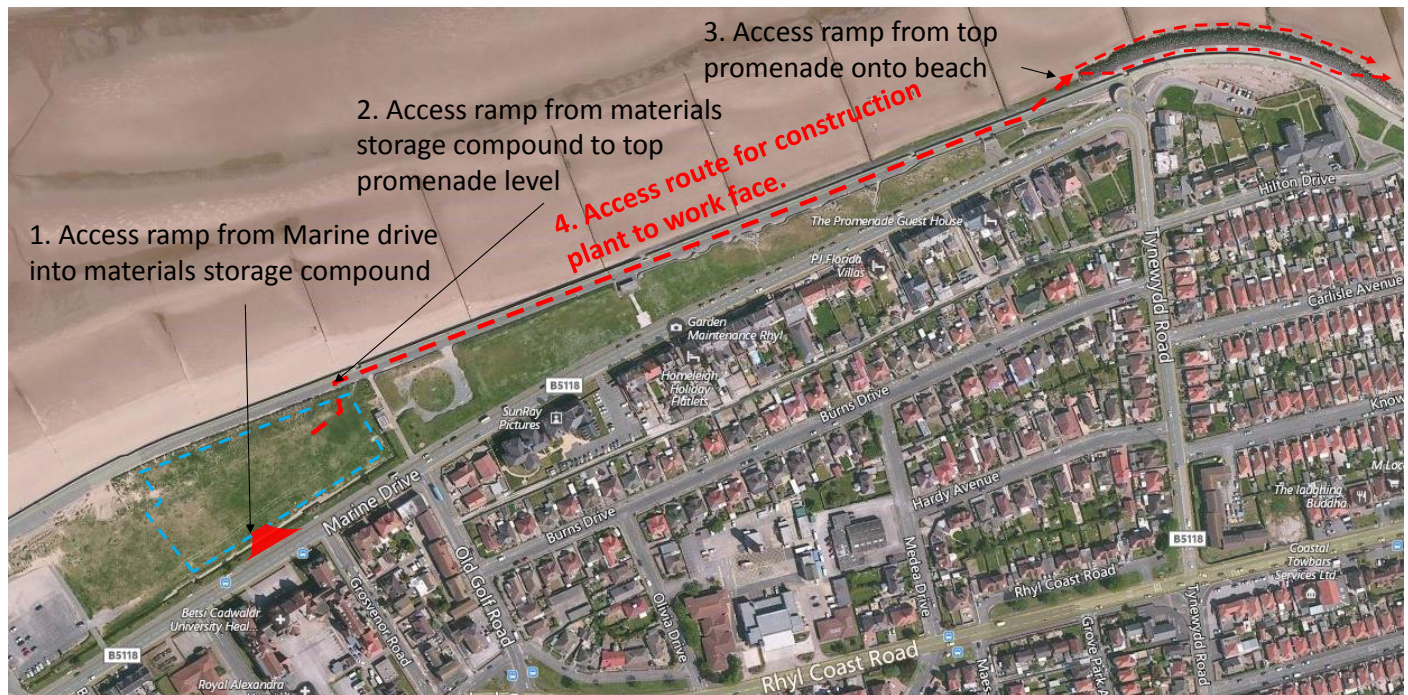 3. Access ramp from top
promenade onto beach
2. Access ramp from materials
storage compound to top
promenade level
1. Access ramp from Marine drive
into materials storage compound
4. Access route for construction
plant to work face.
The Promenade Guest House
PJ Florida
Villas
Garden
Maintenance Rhyl
Homeleigh
Holiday
Flatlets
SunRay
Pictures
B5118
Hilton Drive
Tynewydd Road
Carlisle Avenue
Burns Drive
Marine Drive
Hardy Avenue
The laughing
Buddha
B5118
Coastal
Towbars
Services Ltd.
Burns Drive
Old Golf Road
Grosvenor Road
Olivia Drive
Medea Drive
Rhyl Coast Road
Tynewydd Road
Betsi Cadwaldr
University Heal...
B5118
Royal Alexandra
Rhyl Coast Road
Grove Park A
Maes